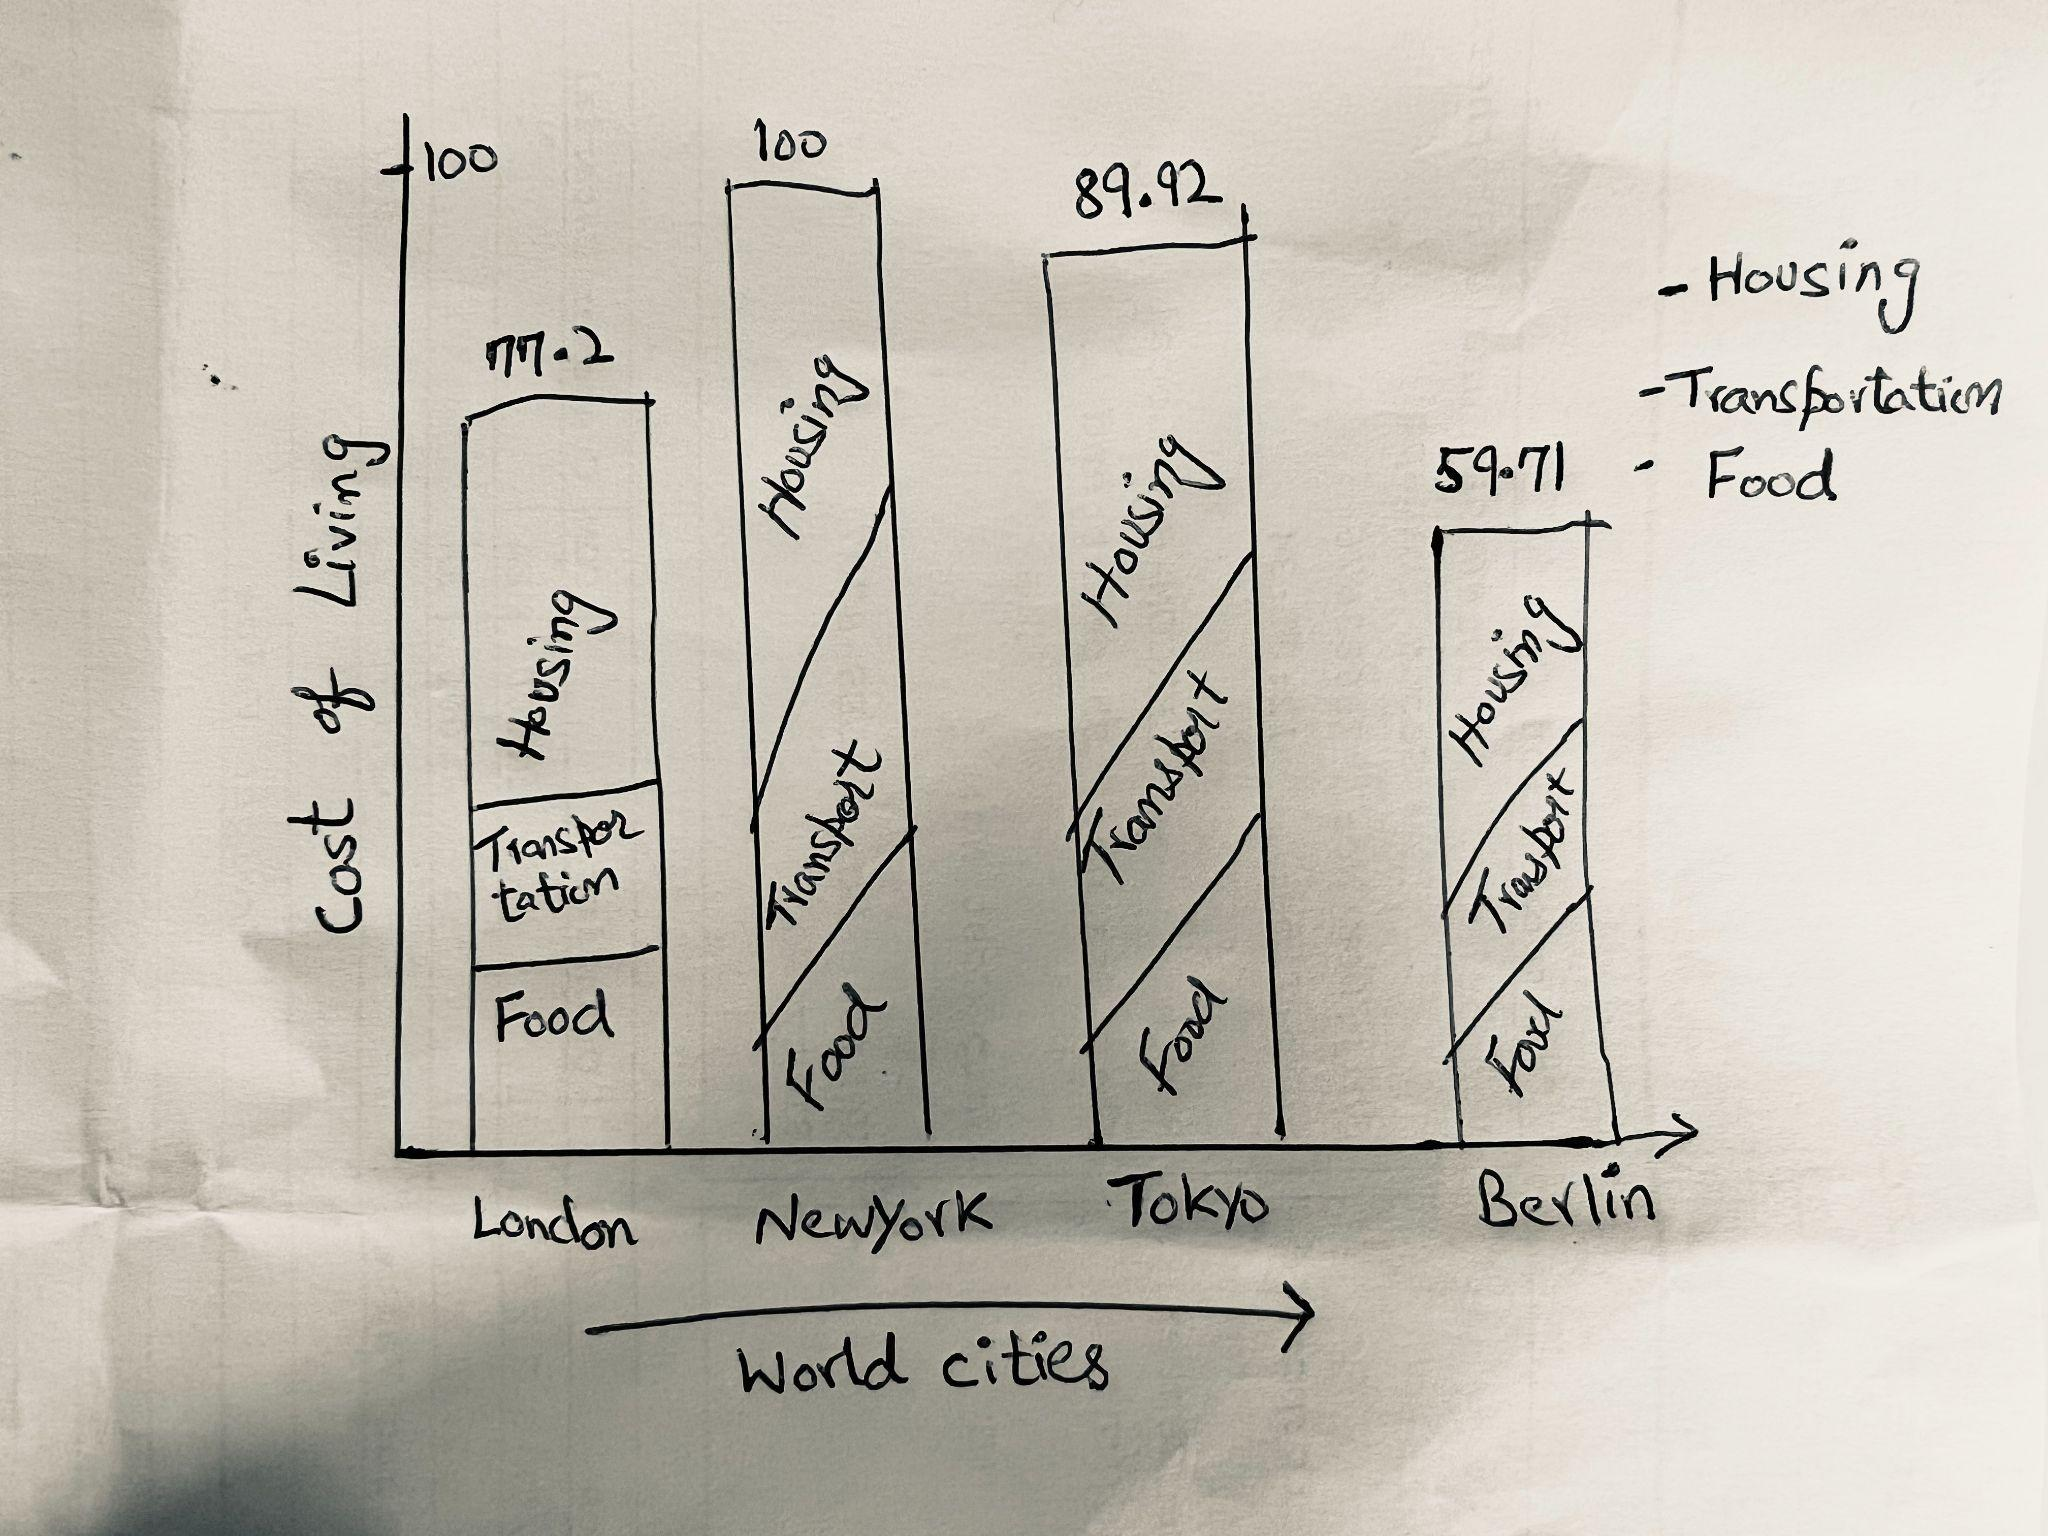 100
100
89.92
77.2
59.71
- Housing
- Transportation
- Food
Cost of Living
Housing
Transpor
tation
Food
Housing
Transport
Food
Housing
Transport
Food
Housing
Transport
Food
London
Newyork
Tokyo
Berlin
World cities